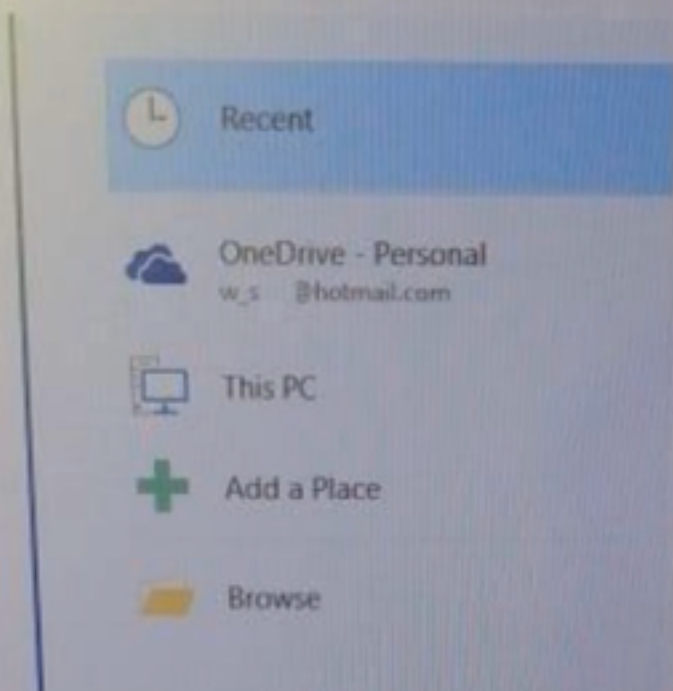 Recent
OneDrive - Personal
w_s @hotmail.com
This PC
Add a Place
Browse